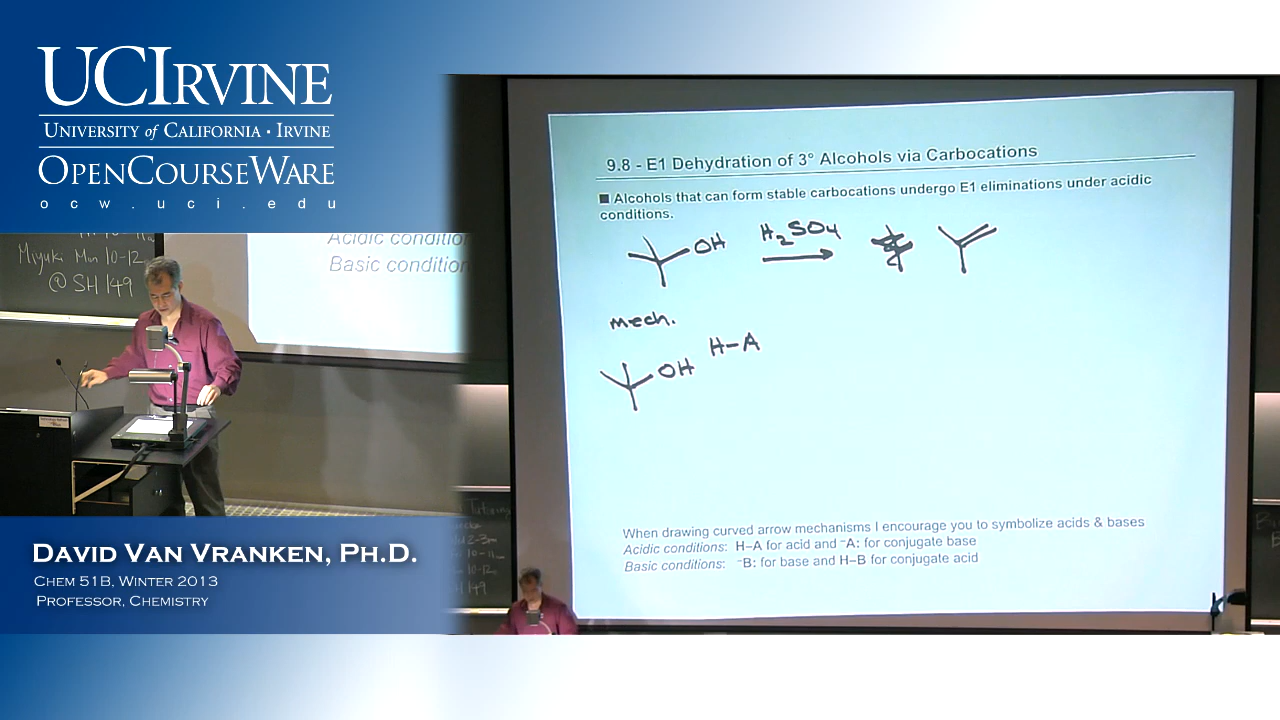 UCIRVINE
UNIVERSITY of CALIFORNIA · IRVINE
OPENCOURSEWARE
ocw.uci.edu
Miyuki Mon 10-12
@ SH 149
Acidic condition
Basic condition
DAVID VAN VRANKEN, PH.D.
CHEM 51B, WINTER 2013
PROFESSOR, CHEMISTRY
9.8 - E1 Dehydration of 3° Alcohols via Carbocations
■ Alcohols that can form stable carbocations undergo E1 eliminations under acidic
conditions.
OH H₂SO₄
mech.
OH H–A
When drawing curved arrow mechanisms I encourage you to symbolize acids & bases
Acidic conditions: H–A for acid and ⁻A: for conjugate base
Basic conditions: ⁻B: for base and H–B for conjugate acid